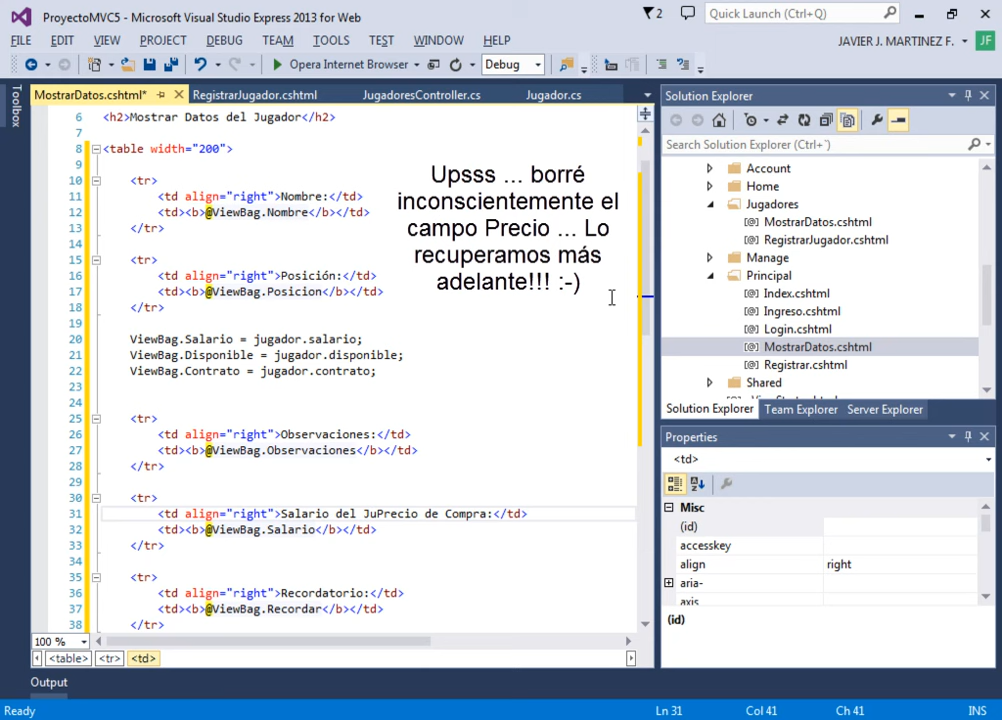 ProyectoMVC5 - Microsoft Visual Studio Express 2013 for Web
2
Quick Launch (Ctrl+Q)
FILE EDIT VIEW PROJECT DEBUG TEAM TOOLS TEST WINDOW HELP
JAVIER J. MARTINEZ F.
JF
Opera Internet Browser
Debug
Toolbox
MostrarDatos.cshtml*
RegistrarJugador.cshtml
JugadoresController.cs
Jugador.cs
6 <h2>Mostrar Datos del Jugador</h2>
7
8 <table width="200">
9
10 <tr>
11 <td align="right">Nombre:</td>
12 <td><b>@ViewBag.Nombre</b></td>
13 </tr>
14
15 <tr>
16 <td align="right">Posición:</td>
17 <td><b>@ViewBag.Posicion</b></td>
18 </tr>
19
20 ViewBag.Salario = jugador.salario;
21 ViewBag.Disponible = jugador.disponible;
22 ViewBag.Contrato = jugador.contrato;
23
24
25 <tr>
26 <td align="right">Observaciones:</td>
27 <td><b>@ViewBag.Observaciones</b></td>
28 </tr>
29
30 <tr>
31 <td align="right">Salario del JuPrecio de Compra:</td>
32 <td><b>@ViewBag.Salario</b></td>
33 </tr>
34
35 <tr>
36 <td align="right">Recordatorio:</td>
37 <td><b>@ViewBag.Recordar</b></td>
38 </tr>
Upsss ... borré
inconscientemente el
campo Precio ... Lo
recuperamos más
adelante!!! :-)
100 %
<table> <tr> <td>
Solution Explorer
Search Solution Explorer (Ctrl+`)
Account
Home
Jugadores
MostrarDatos.cshtml
RegistrarJugador.cshtml
Manage
Principal
Index.cshtml
Ingreso.cshtml
Login.cshtml
MostrarDatos.cshtml
Registrar.cshtml
Shared
Solution Explorer
Team Explorer
Server Explorer
Properties
<td>
Misc
(id)
accesskey
align right
aria-
axis
(id)
Output
Ready
Ln 31
Col 41
Ch 41
INS